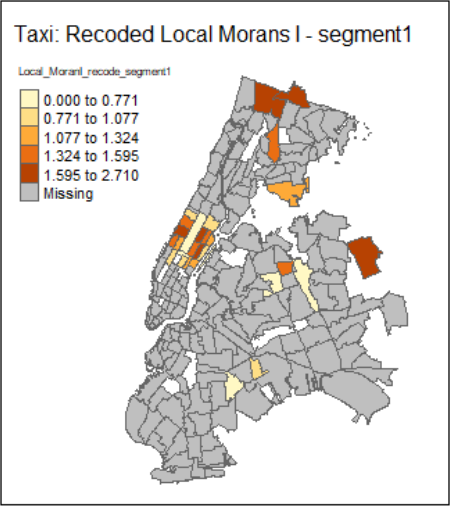 Taxi: Recoded Local Morans I - segment1
Local_MoranI_recode_segment1
0.000 to 0.771
0.771 to 1.077
1.077 to 1.324
1.324 to 1.595
1.595 to 2.710
Missing